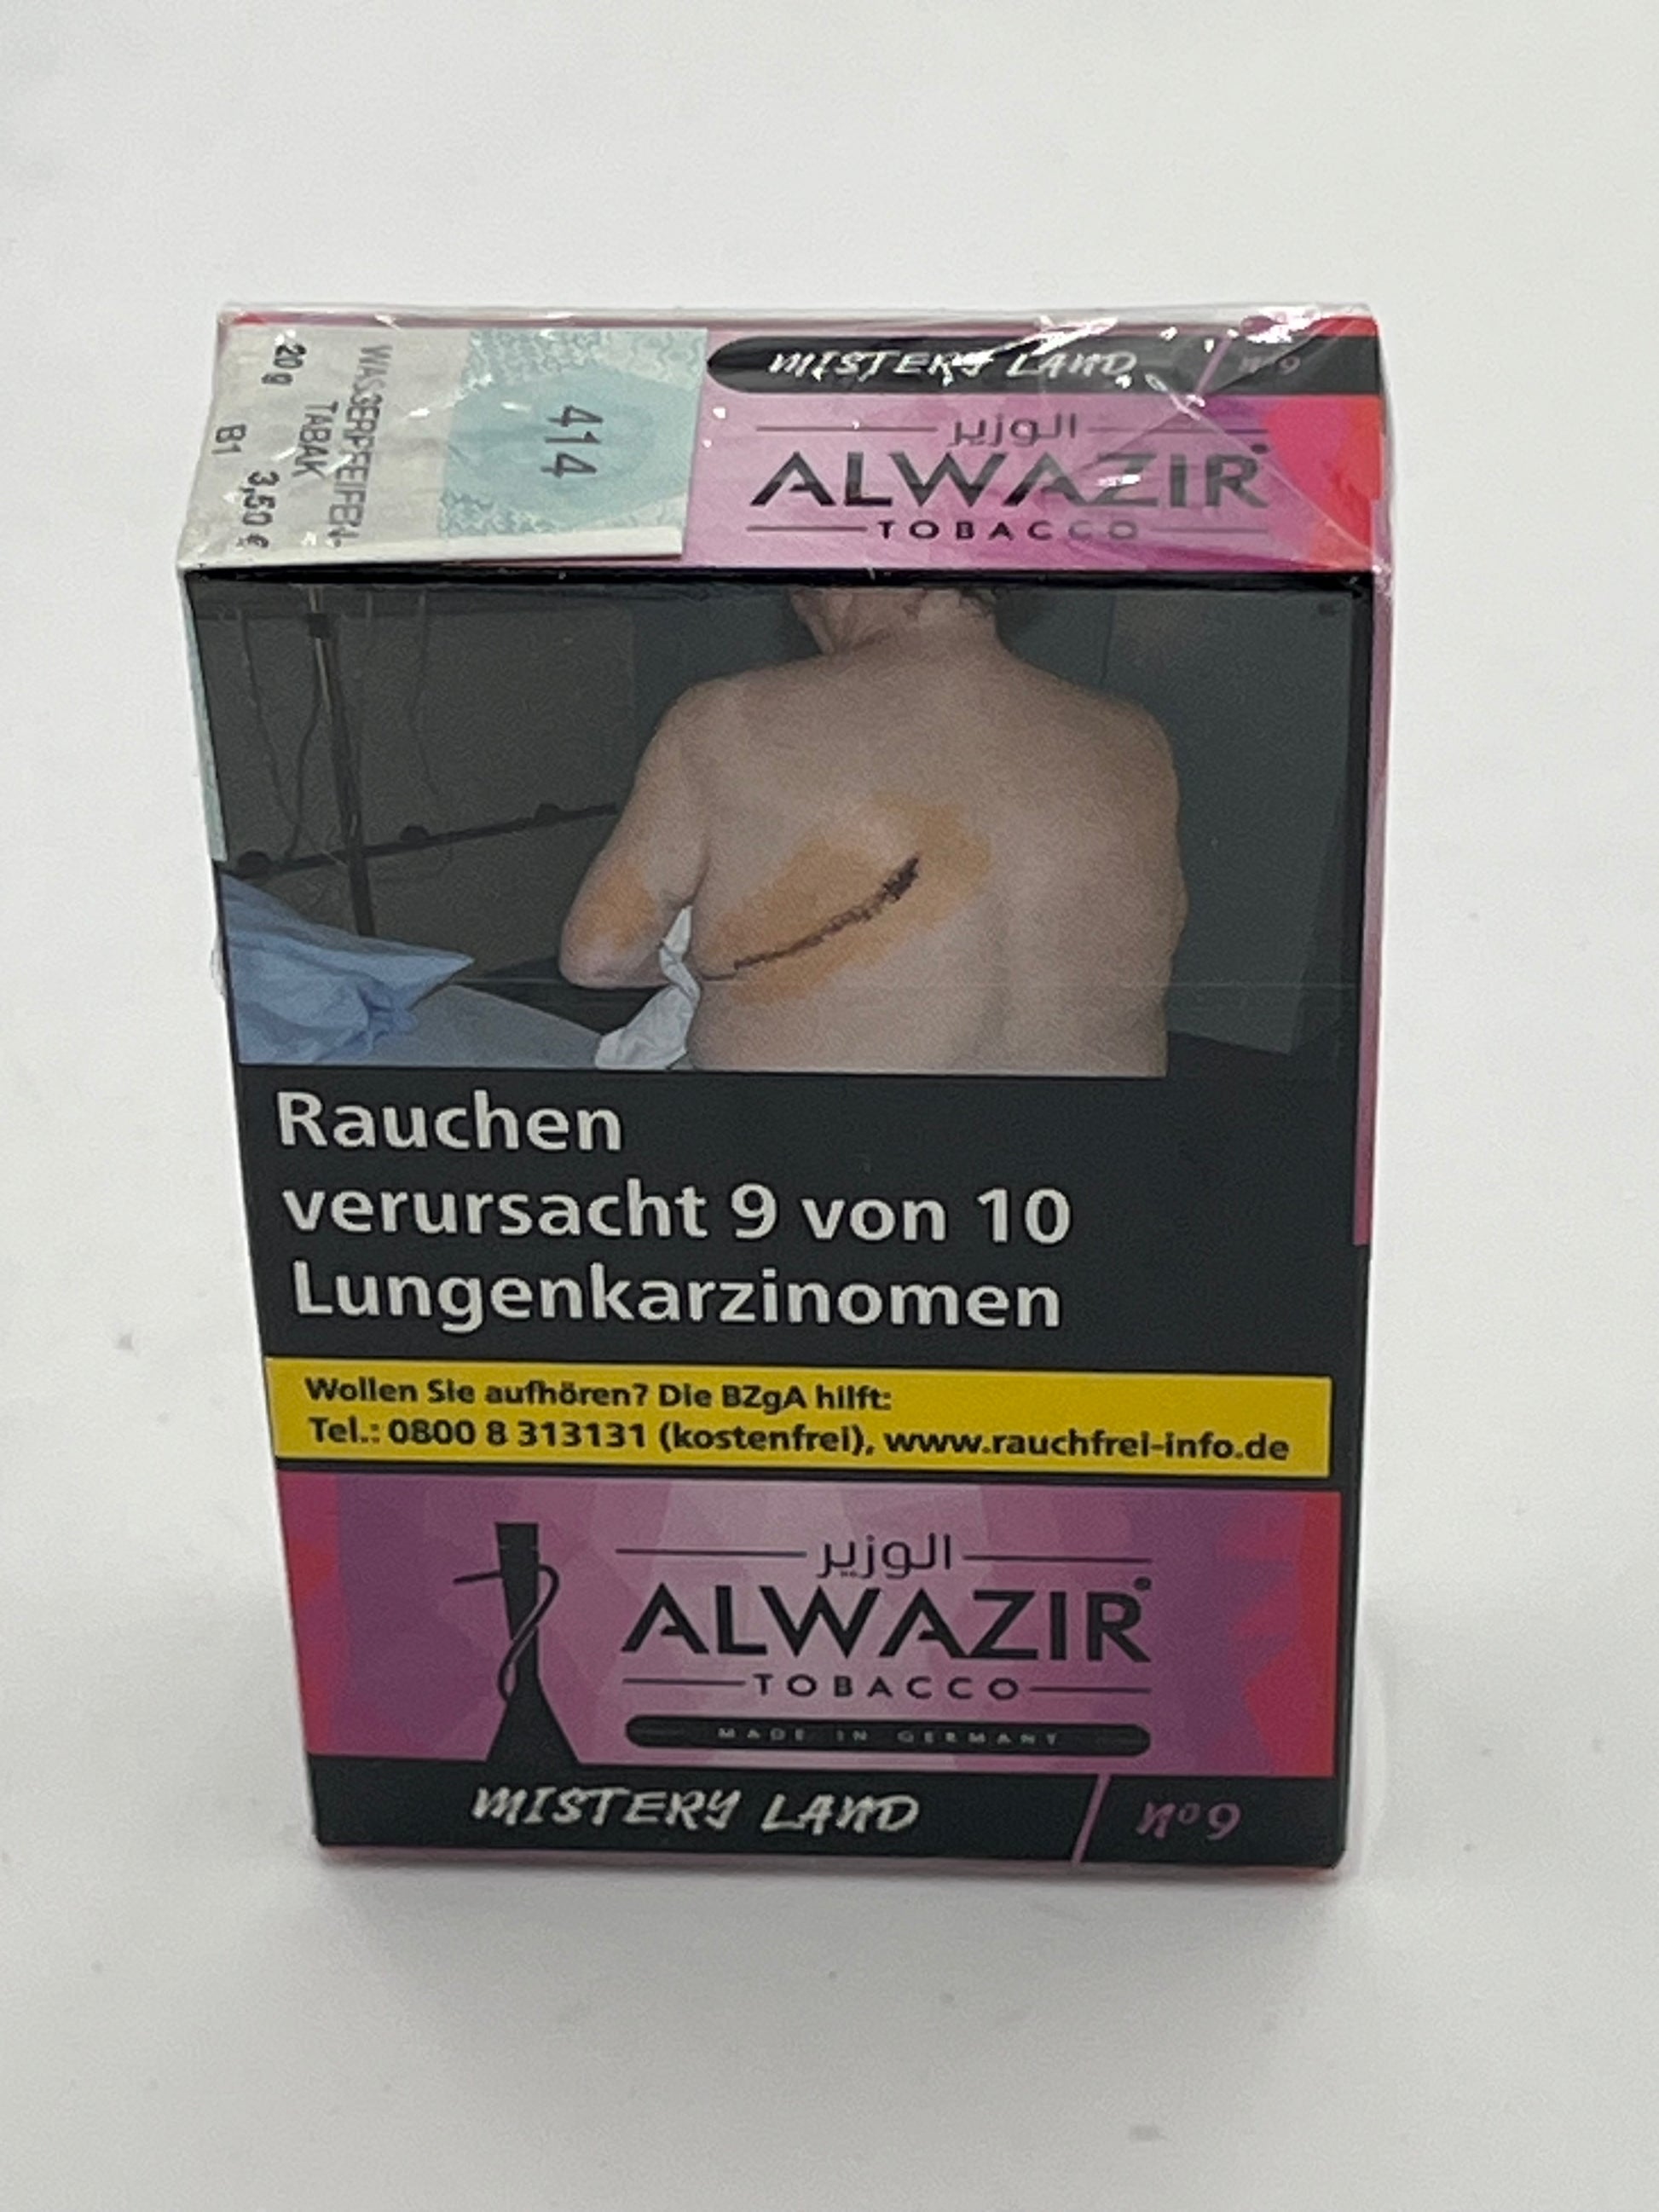 20g
B1
3,50 €
WASSERPFEIFEN-
TABAK
414
MISTERY LAND nº9
الوزير
ALWAZIR
TOBACCO
Rauchen
verursacht 9 von 10
Lungenkarzinomen
Wollen Sie aufhören? Die BZgA hilft:
Tel.: 0800 8 313131 (kostenfrei), www.rauchfrei-info.de
الوزير
ALWAZIR®
TOBACCO
MADE IN GERMANY
MISTERY LAND nº9